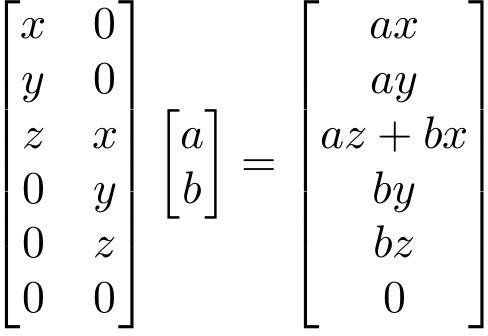 x 0 ax
y 0 ay
z x a az + bx
0 y b = by
0 z bz
0 0 0